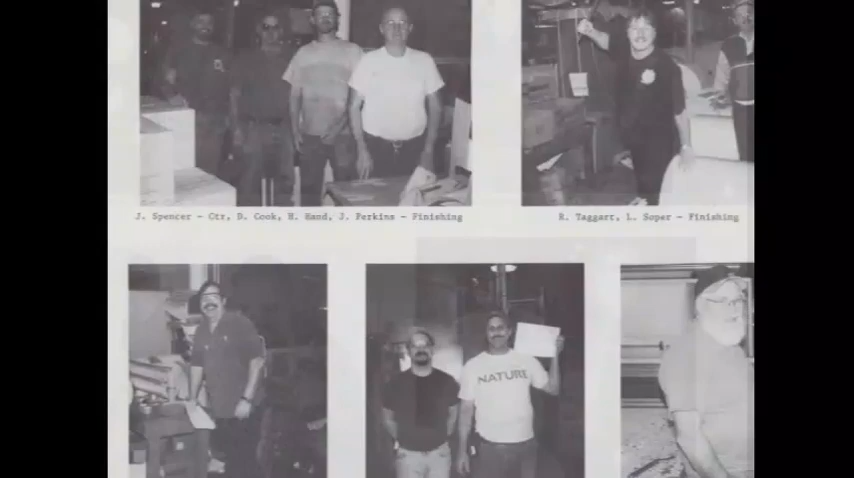 J. Spencer - Ctr, D. Cook, H. Hand, J. Perkins - Finishing
R. Taggart, L. Soper - Finishing
NATURE